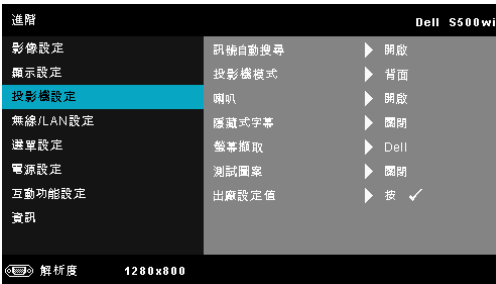 進階 Dell S500wi
影像設定 訊號自動搜尋 開啟
顯示設定 投影機模式 背面
投影機設定 喇叭 開啟
無線/LAN設定 隱藏式字幕 關閉
選單設定 螢幕擷取 Dell
電源設定 測試圖案 關閉
互動功能設定 出廠設定值 按 ✓
資訊
解析度 1280x800